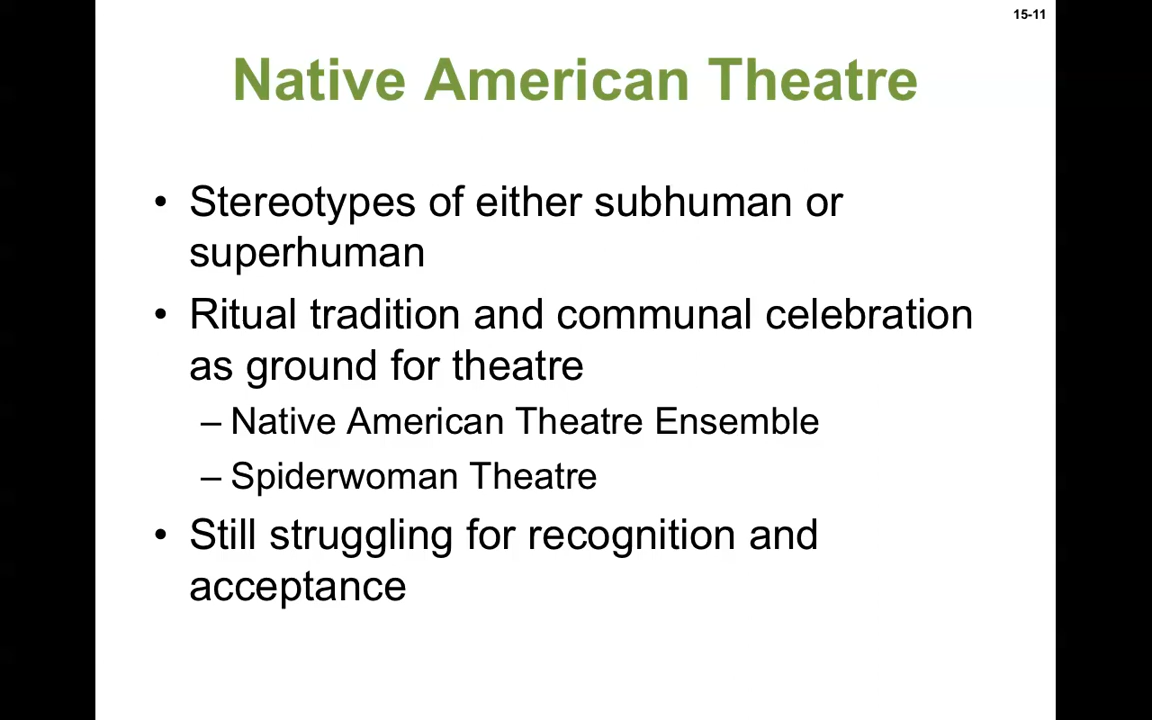 15-11
Native American Theatre
• Stereotypes of either subhuman or
superhuman
• Ritual tradition and communal celebration
as ground for theatre
– Native American Theatre Ensemble
– Spiderwoman Theatre
• Still struggling for recognition and
acceptance